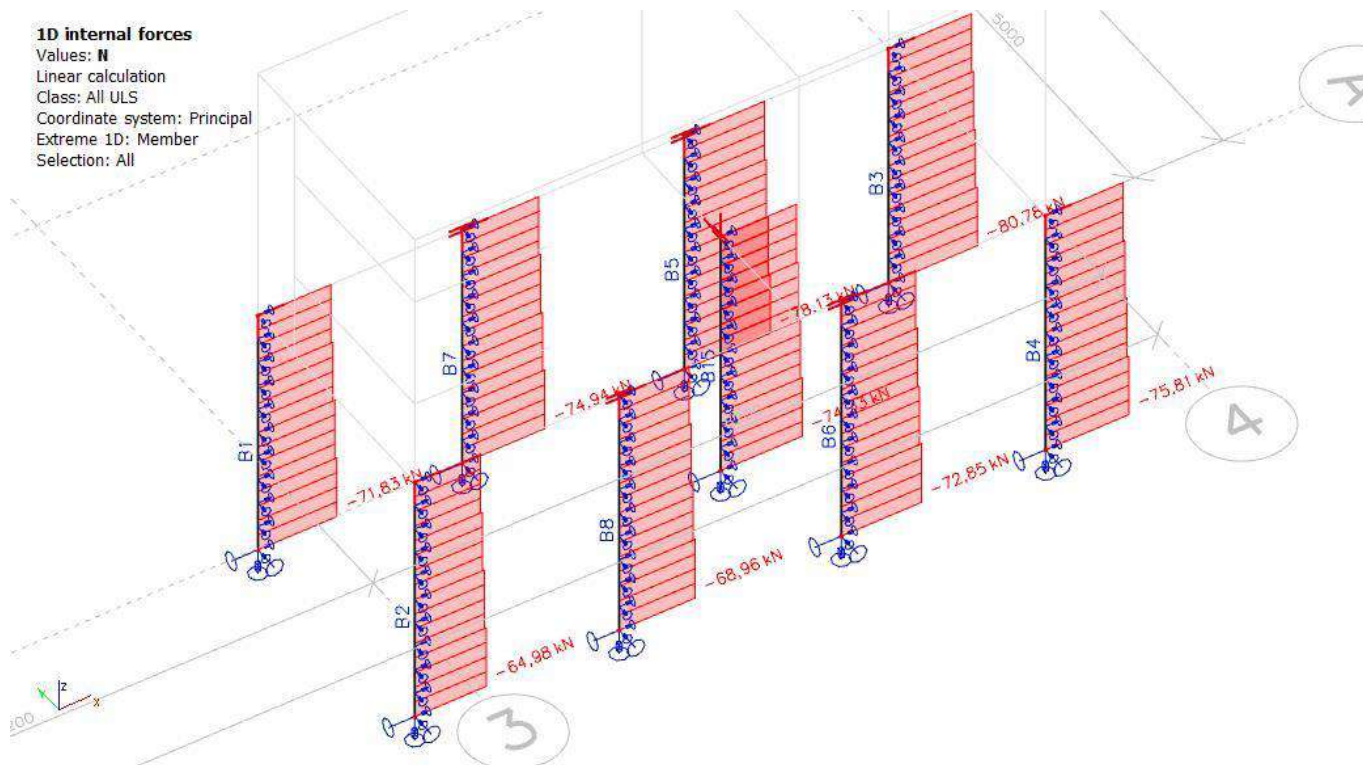 1D internal forces
Values: N
Linear calculation
Class: All ULS
Coordinate system: Principal
Extreme 1D: Member
Selection: All
5000
A
B3
-80,78 kN
B5
-78,13 kN
B7
-74,94 kN
B15
B4
-75,81 kN
4
B1
-71,83 kN
B6
-72,85 kN
B8
-68,96 kN
B2
-64,98 kN
3
z
x